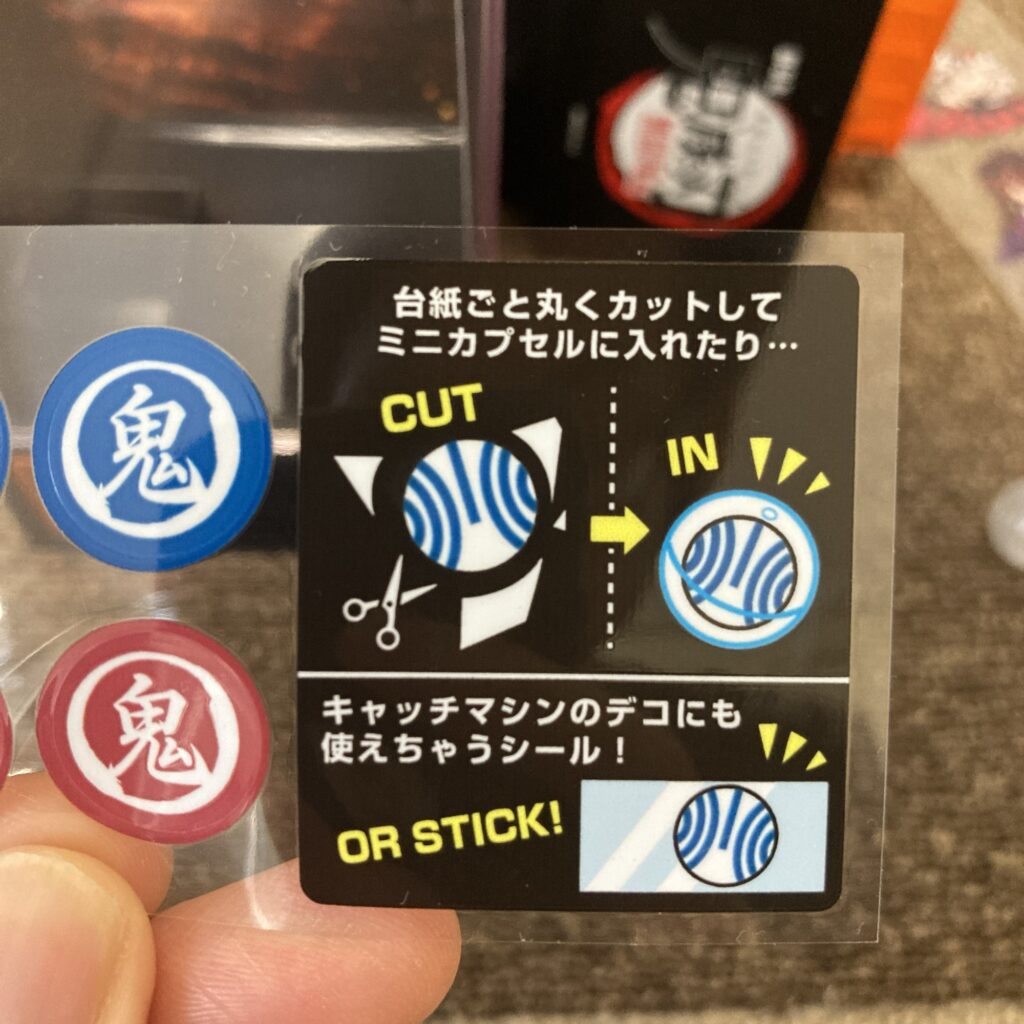 台紙ごと丸くカットして
ミニカプセルに入れたり…
CUT
IN
鬼
鬼
キャッチマシンのデコにも
使えちゃうシール！
OR STICK!